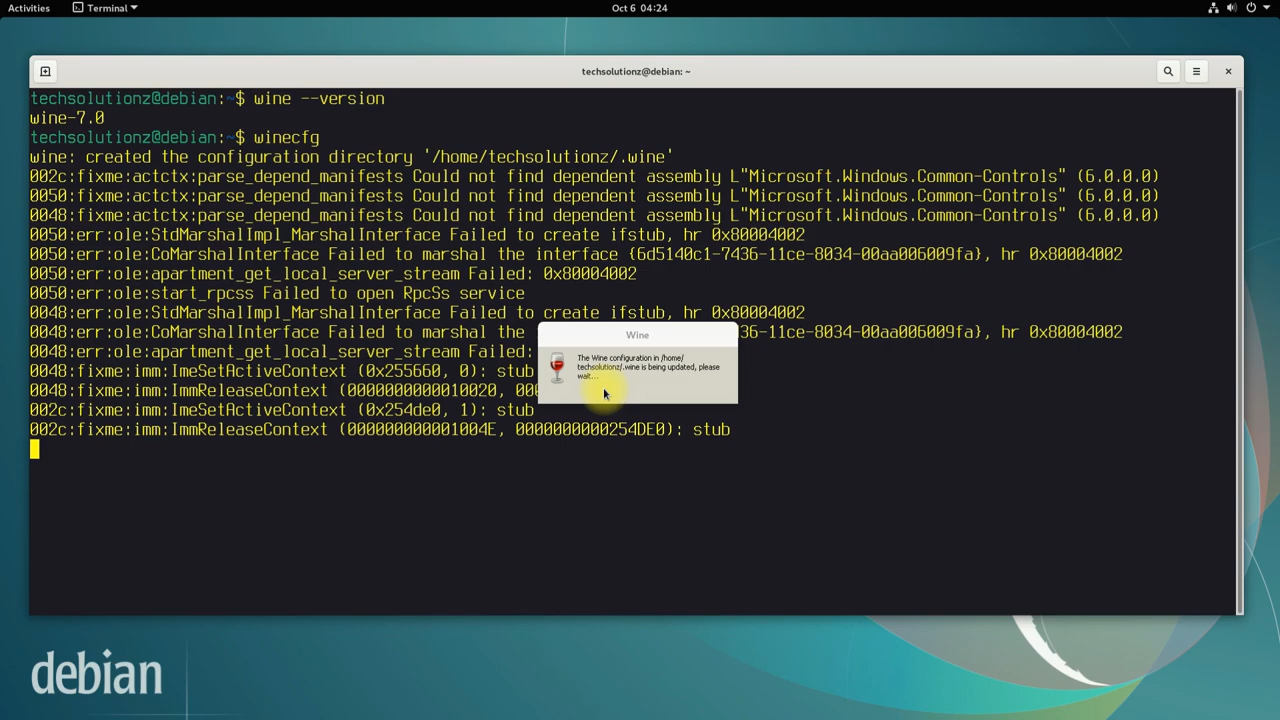 Activities Terminal Oct 6 04:24
techsolutionz@debian: ~
techsolutionz@debian:~$ wine --version
wine-7.0
techsolutionz@debian:~$ winecfg
wine: created the configuration directory '/home/techsolutionz/.wine'
002c:fixme:actctx:parse_depend_manifests Could not find dependent assembly L"Microsoft.Windows.Common-Controls" (6.0.0.0)
0050:fixme:actctx:parse_depend_manifests Could not find dependent assembly L"Microsoft.Windows.Common-Controls" (6.0.0.0)
0048:fixme:actctx:parse_depend_manifests Could not find dependent assembly L"Microsoft.Windows.Common-Controls" (6.0.0.0)
0050:err:ole:StdMarshalImpl_MarshalInterface Failed to create ifstub, hr 0x80004002
0050:err:ole:CoMarshalInterface Failed to marshal the interface {6d5140c1-7436-11ce-8034-00aa006009fa}, hr 0x80004002
0050:err:ole:apartment_get_local_server_stream Failed: 0x80004002
0050:err:ole:start_rpcss Failed to open RpcSs service
0048:err:ole:StdMarshalImpl_MarshalInterface Failed to create ifstub, hr 0x80004002
0048:err:ole:CoMarshalInterface Failed to marshal the 36-11ce-8034-00aa006009fa}, hr 0x80004002
0048:err:ole:apartment_get_local_server_stream Failed:
0048:fixme:imm:ImeSetActiveContext (0x255660, 0): stub
0048:fixme:imm:ImmReleaseContext (0000000000010020, 00
002c:fixme:imm:ImeSetActiveContext (0x254de0, 1): stub
002c:fixme:imm:ImmReleaseContext (000000000001004E, 0000000000254DE0): stub
Wine
The Wine configuration in /home/
techsolutionz/.wine is being updated, please
wait...
debian